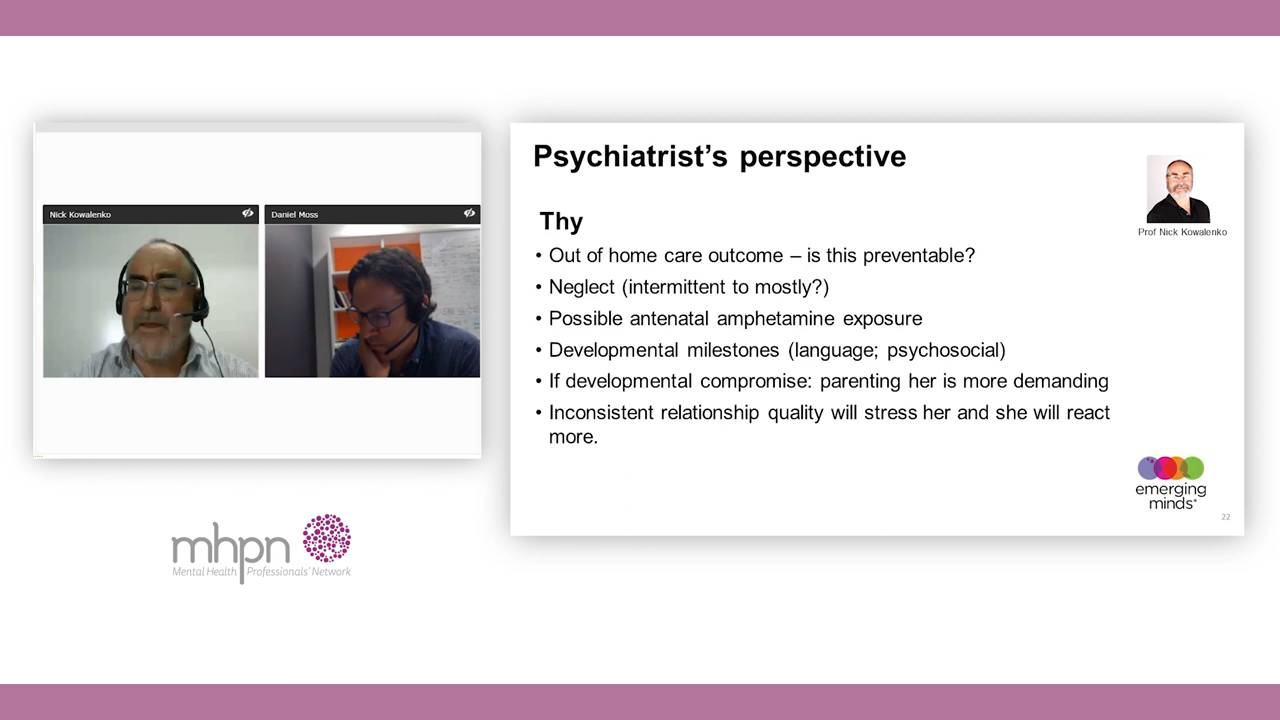 Nick Kowalenko
Daniel Moss
mhpn
Mental Health Professionals' Network
Psychiatrist's perspective
Prof Nick Kowalenko
Thy
• Out of home care outcome – is this preventable?
• Neglect (intermittent to mostly?)
• Possible antenatal amphetamine exposure
• Developmental milestones (language; psychosocial)
• If developmental compromise: parenting her is more demanding
• Inconsistent relationship quality will stress her and she will react
more.
emerging
minds
22